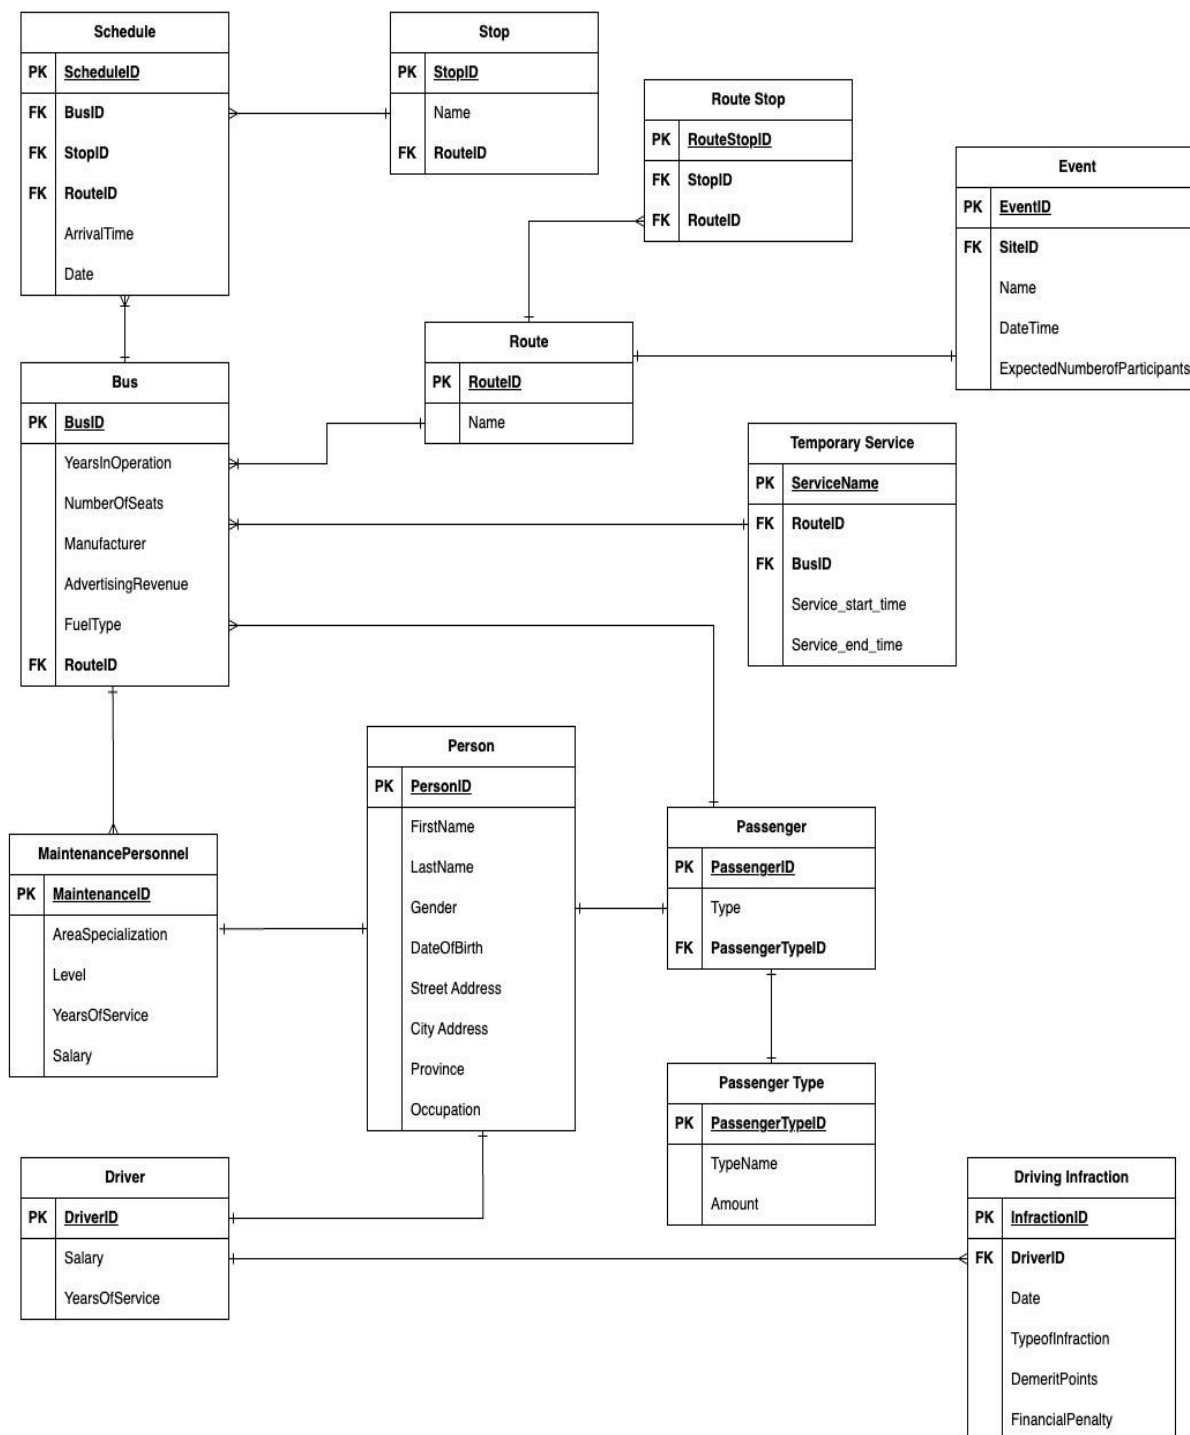 Schedule
PK ScheduleID
FK BusID
FK StopID
FK RouteID
ArrivalTime
Date
Stop
PK StopID
Name
FK RouteID
Route Stop
PK RouteStopID
FK StopID
FK RouteID
Event
PK EventID
FK SiteID
Name
DateTime
ExpectedNumberofParticipants
Route
PK RouteID
Name
Bus
PK BusID
YearsInOperation
NumberOfSeats
Manufacturer
AdvertisingRevenue
FuelType
FK RouteID
Temporary Service
PK ServiceName
FK RouteID
FK BusID
Service_start_time
Service_end_time
Person
PK PersonID
FirstName
LastName
Gender
DateOfBirth
Street Address
City Address
Province
Occupation
Passenger
PK PassengerID
Type
FK PassengerTypeID
MaintenancePersonnel
PK MaintenanceID
AreaSpecialization
Level
YearsOfService
Salary
Passenger Type
PK PassengerTypeID
TypeName
Amount
Driver
PK DriverID
Salary
YearsOfService
Driving Infraction
PK InfractionID
FK DriverID
Date
TypeofInfraction
DemeritPoints
FinancialPenalty